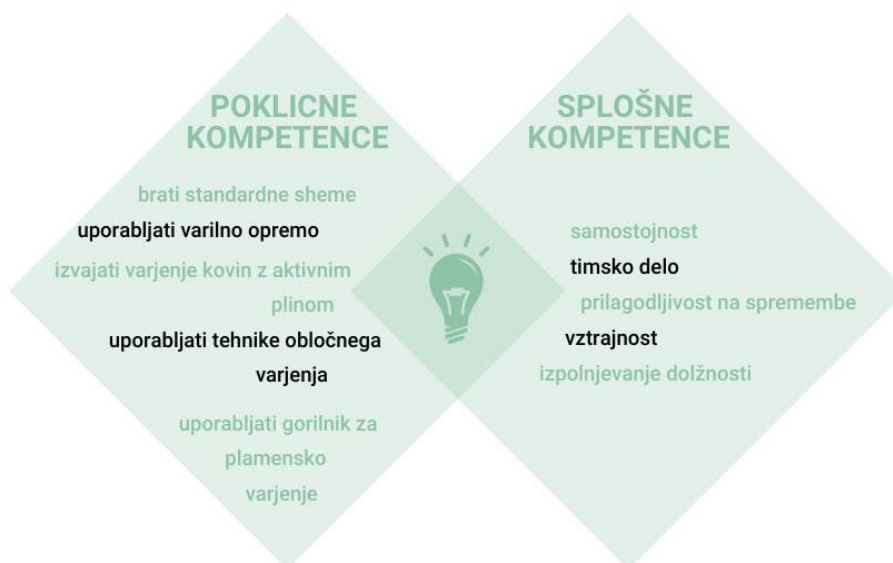 POKLICNE
KOMPETENCE
brati standardne sheme
uporabljati varilno opremo
izvajati varjenje kovin z aktivnim
plinom
uporabljati tehnike obločnega
varjenja
uporabljati gorilnik za
plamensko
varjenje
SPLOŠNE
KOMPETENCE
samostojnost
timsko delo
prilagodljivost na spremembe
vztrajnost
izpolnjevanje dolžnosti